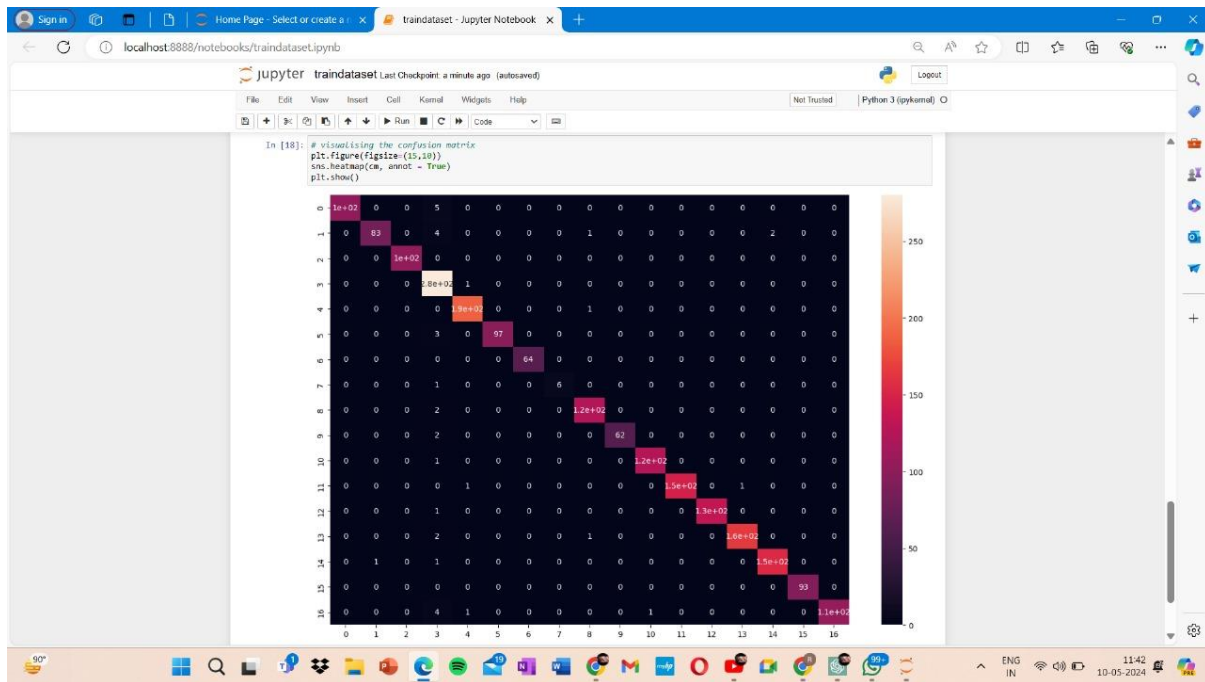 Sign in
Home Page - Select or create a n
traindataset - Jupyter Notebook
localhost:8888/notebooks/traindataset.ipynb
jupyter traindataset Last Checkpoint: a minute ago (autosaved)
Logout
File Edit View Insert Cell Kernel Widgets Help
Not Trusted
Python 3 (ipykernel)
Run
Code
In [18]: # visualising the confusion matrix
plt.figure(figsize=(15,10))
sns.heatmap(cm, annot = True)
plt.show()
0 1e+02 0 0 5 0 0 0 0 0 0 0 0 0 0 0 0 0
1 0 83 0 4 0 0 0 0 1 0 0 0 0 0 2 0 0
2 0 0 1e+02 0 0 0 0 0 0 0 0 0 0 0 0 0 0
3 0 0 0 2.8e+02 1 0 0 0 0 0 0 0 0 0 0 0 0
4 0 0 0 0 1.9e+02 0 0 0 1 0 0 0 0 0 0 0 0
5 0 0 0 3 0 97 0 0 0 0 0 0 0 0 0 0 0
6 0 0 0 0 0 0 64 0 0 0 0 0 0 0 0 0 0
7 0 0 0 1 0 0 0 6 0 0 0 0 0 0 0 0 0
8 0 0 0 2 0 0 0 0 1.2e+02 0 0 0 0 0 0 0 0
9 0 0 0 2 0 0 0 0 0 62 0 0 0 0 0 0 0
10 0 0 0 1 0 0 0 0 0 0 1.2e+02 0 0 0 0 0 0
11 0 0 0 0 1 0 0 0 0 0 0 1.5e+02 0 1 0 0 0
12 0 0 0 1 0 0 0 0 0 0 0 0 1.3e+02 0 0 0 0
13 0 0 0 2 0 0 0 0 1 0 0 0 0 1.6e+02 0 0 0
14 0 1 0 1 0 0 0 0 0 0 0 0 0 0 1.5e+02 0 0
15 0 0 0 0 0 0 0 0 0 0 0 0 0 0 0 93 0
16 0 0 0 4 1 0 0 0 0 0 1 0 0 0 0 0 1.1e+02
0 1 2 3 4 5 6 7 8 9 10 11 12 13 14 15 16
250
200
150
100
50
0
90°
19
99+
ENG
IN
11:42
10-05-2024